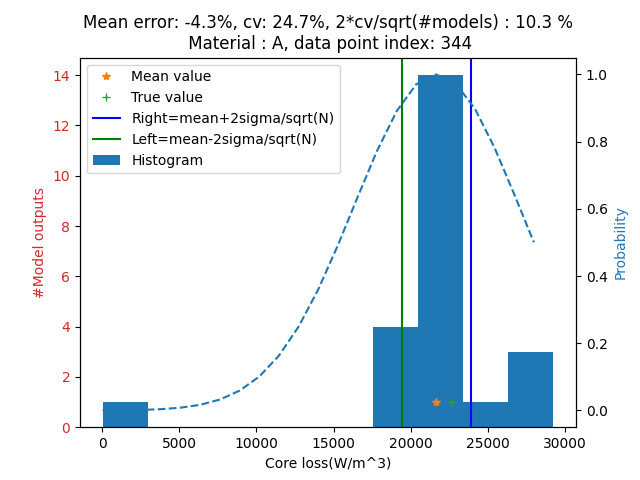 Mean error: -4.3%, cv: 24.7%, 2*cv/sqrt(#models) : 10.3 %
Material : A, data point index: 344
Mean value
True value
Right=mean+2sigma/sqrt(N)
Left=mean-2sigma/sqrt(N)
Histogram
#Model outputs
14
12
10
8
6
4
2
0
1.0
0.8
0.6
0.4
0.2
0.0
Probability
0 5000 10000 15000 20000 25000 30000
Core loss(W/m^3)